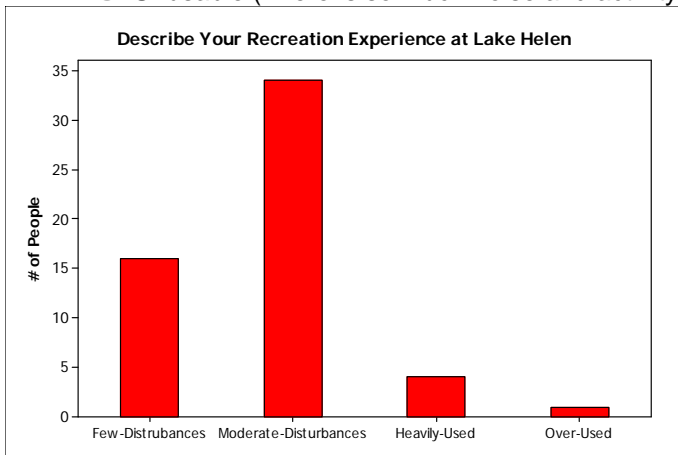 Describe Your Recreation Experience at Lake Helen
35
30
25
20
15
10
5
0
# of People
Few-Distrubances Moderate-Disturbances Heavily-Used Over-Used